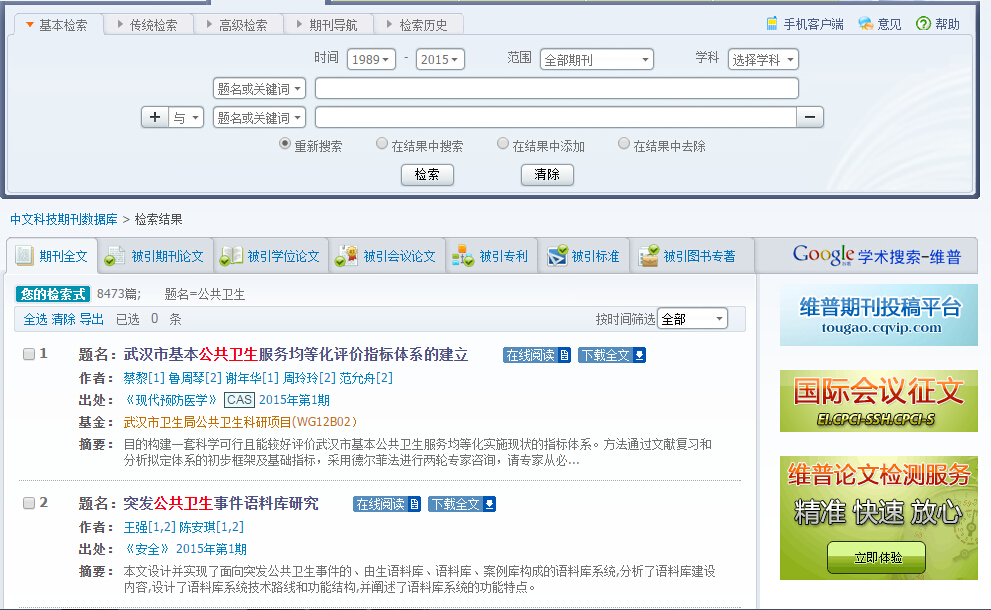 基本检索 传统检索 高级检索 期刊导航 检索历史 手机客户端 意见 帮助
时间 1989 - 2015 范围 全部期刊 学科 选择学科
题名或关键词
+ 与 题名或关键词 −
重新搜索 在结果中搜索 在结果中添加 在结果中去除
检索 清除
中文科技期刊数据库 > 检索结果
期刊全文 被引期刊论文 被引学位论文 被引会议论文 被引专利 被引标准 被引图书专著 Google 学术搜索-维普
您的检索式 8473篇; 题名=公共卫生
全选 清除 导出 已选 0 条 按时间筛选 全部
1 题名：武汉市基本公共卫生服务均等化评价指标体系的建立 在线阅读 下载全文
作者：蔡黎[1] 鲁周琴[2] 谢年华[1] 周玲玲[2] 范允舟[2]
出处：《现代预防医学》 CAS 2015年第1期
基金：武汉市卫生局公共卫生科研项目(WG12B02)
摘要：目的构建一套科学可行且能较好评价武汉市基本公共卫生服务均等化实施现状的指标体系。方法通过文献复习和
分析拟定体系的初步框架及基础指标，采用德尔菲法进行两轮专家咨询，请专家从必...
2 题名：突发公共卫生事件语料库研究 在线阅读 下载全文
作者：王强[1,2] 陈安琪[1,2]
出处：《安全》 2015年第1期
摘要：本文设计并实现了面向突发公共卫生事件的、由生语料库、语料库、案例库构成的语料库系统,分析了语料库建设
内容,设计了语料库系统技术路线和功能结构,并阐述了语料库系统的功能特点。
维普期刊投稿平台
tougao.cqvip.com
国际会议征文
EI.CPCI-SSH.CPCI-S
维普论文检测服务
精准 快速 放心
立即体验